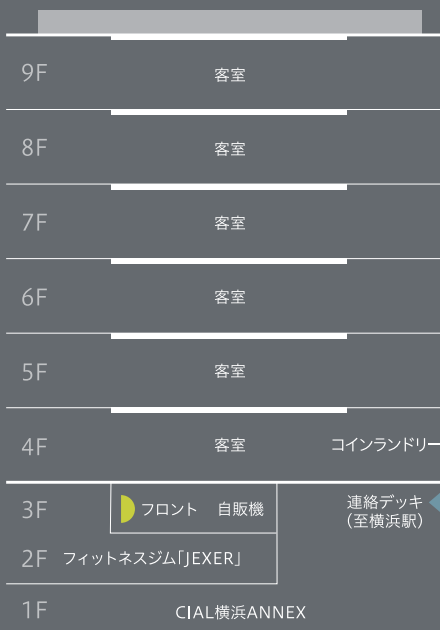 9F 客室
8F 客室
7F 客室
6F 客室
5F 客室
4F 客室 コインランドリー
3F フロント 自販機 連絡デッキ
(至横浜駅)
2F フィットネスジム「JEXER」
1F CIAL横浜ANNEX